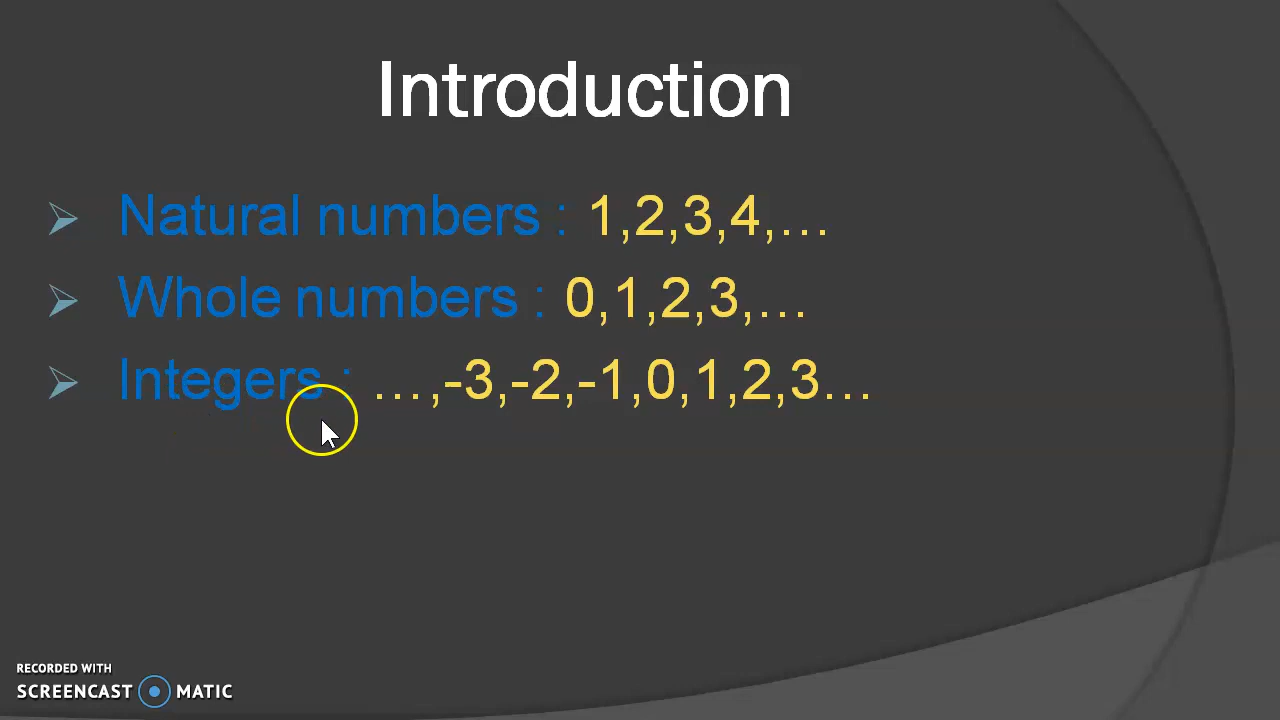 Introduction
Natural numbers : 1,2,3,4,...
Whole numbers : 0,1,2,3,...
Integers : ...,-3,-2,-1,0,1,2,3...
RECORDED WITH
SCREENCAST MATIC